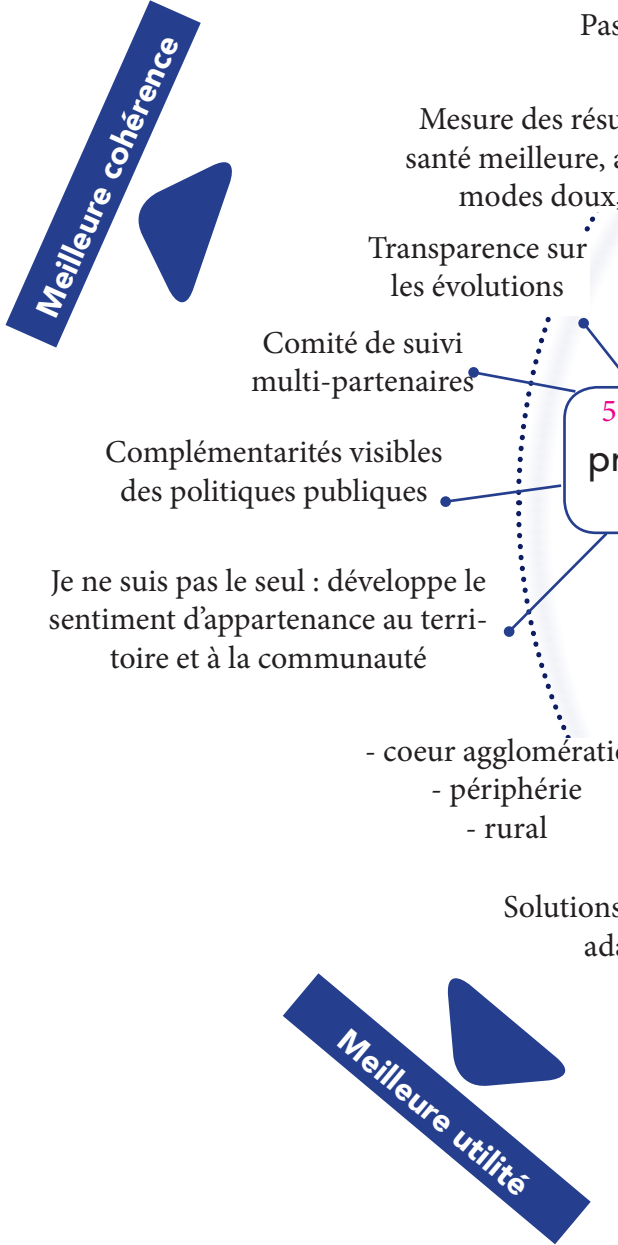 Pas
Meilleure cohérence
Mesure des résu
santé meilleure, a
modes doux,
Transparence sur
les évolutions
Comité de suivi
multi-partenaires
5
pr
Complémentarités visibles
des politiques publiques
Je ne suis pas le seul : développe le
sentiment d'appartenance au terri-
toire et à la communauté
- coeur agglomératio
- périphérie
- rural
Solutions
ada
Meilleure utilité